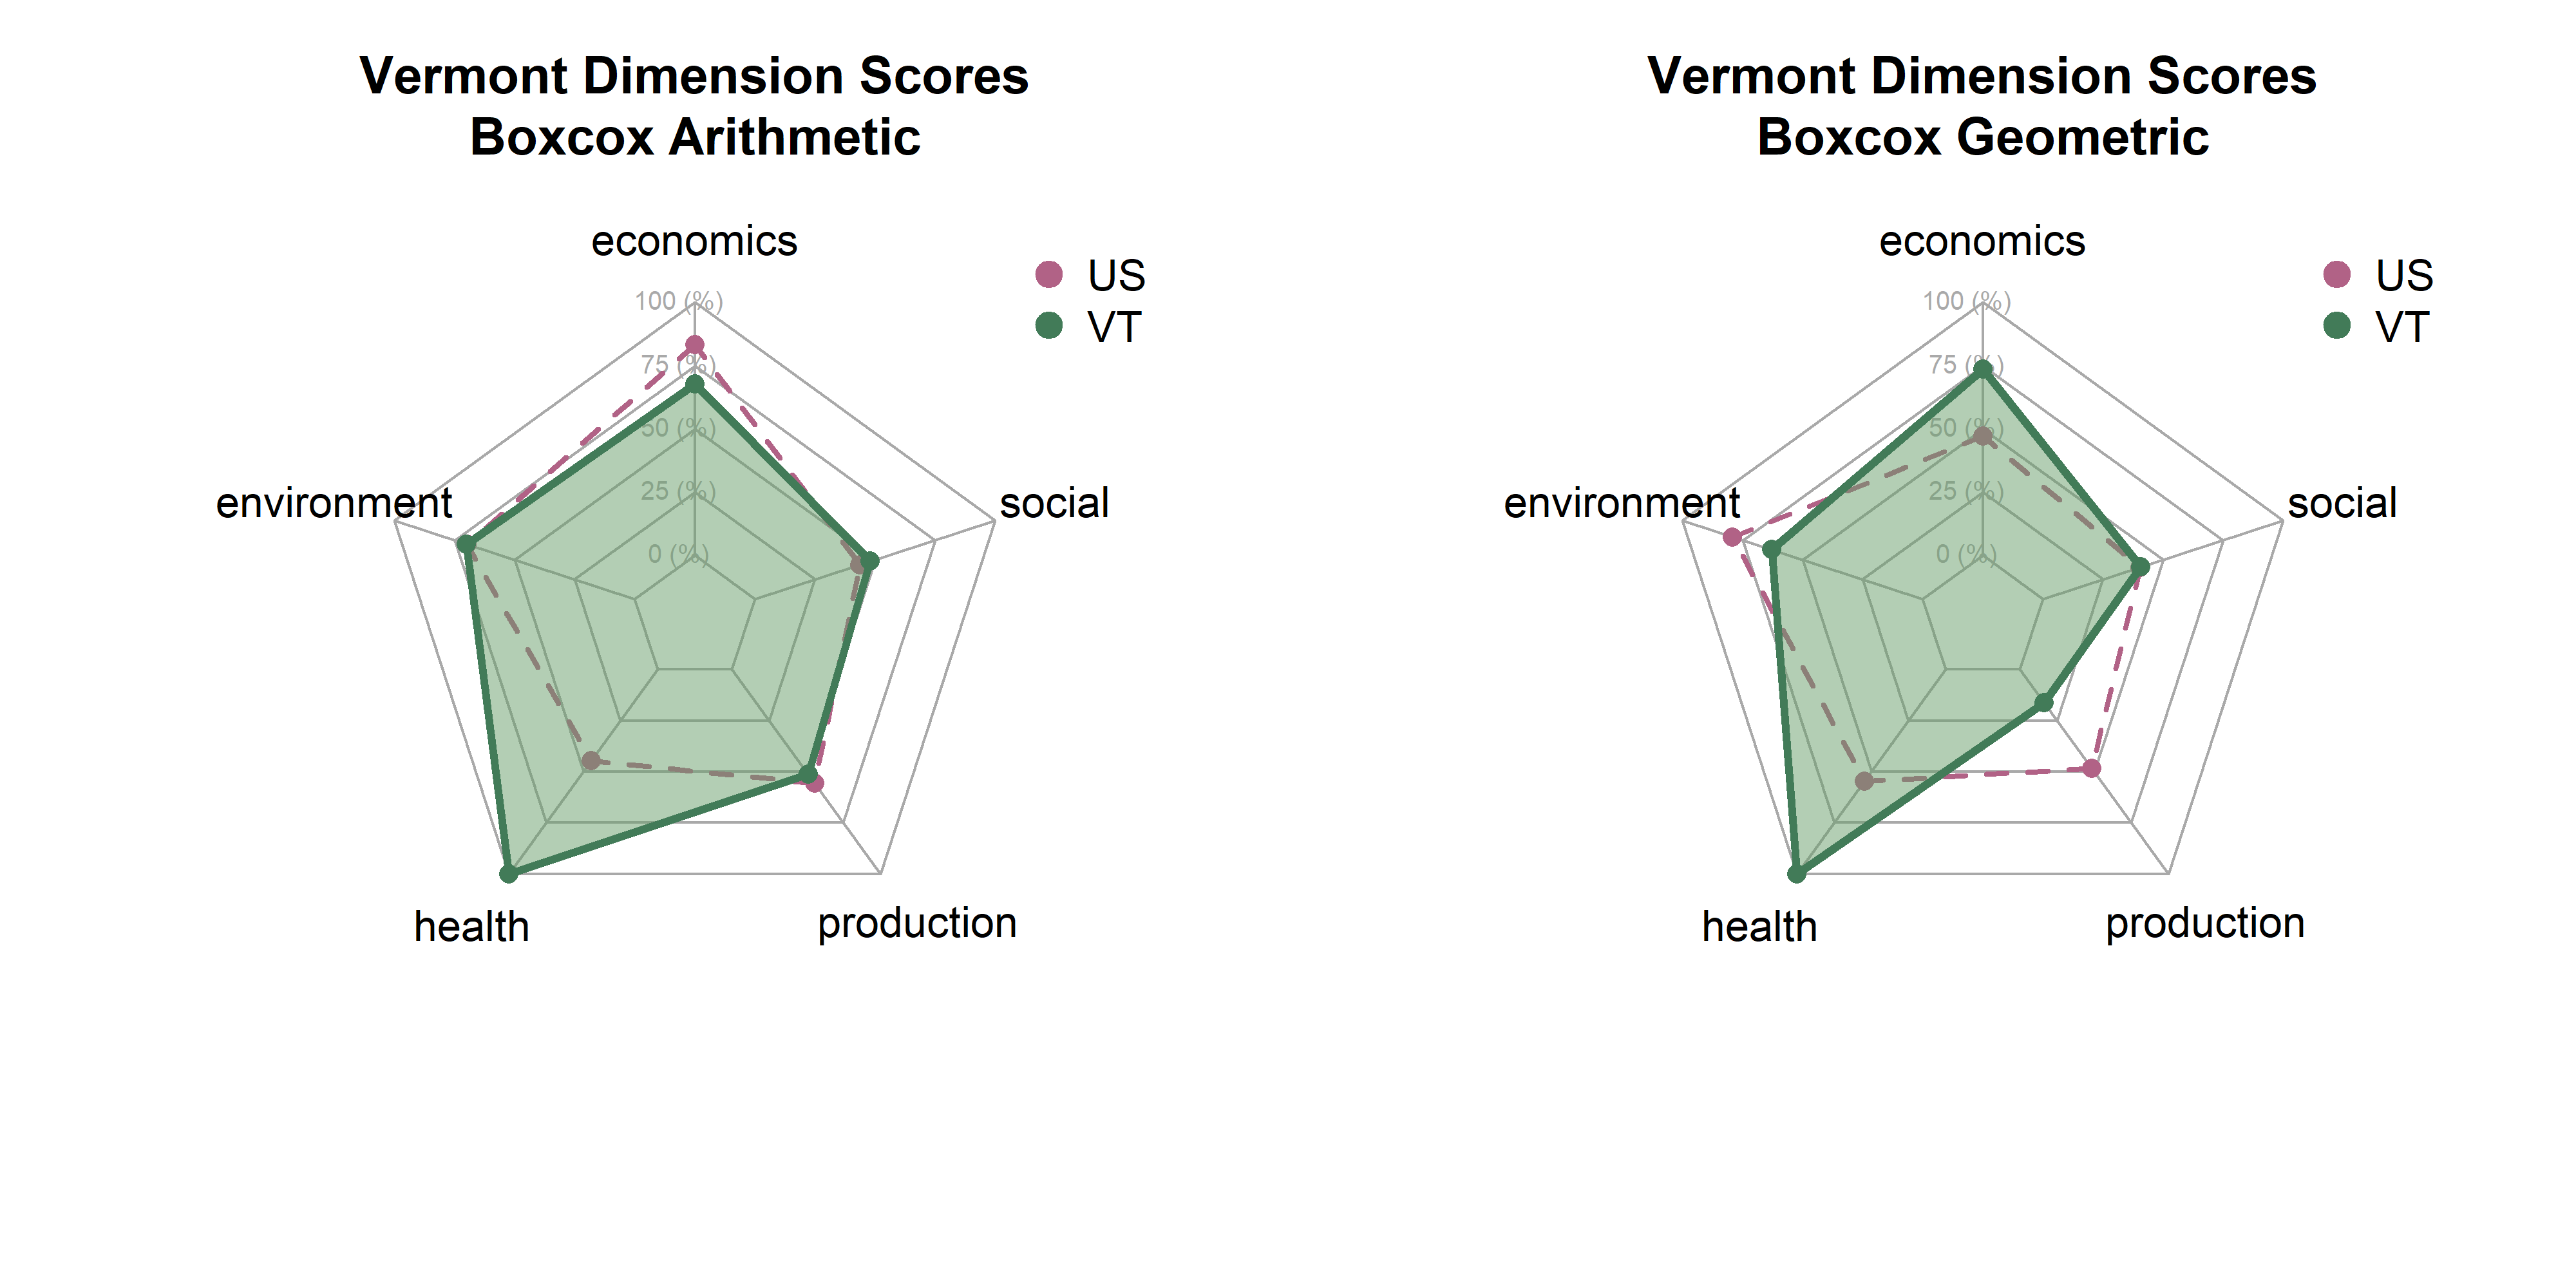 Vermont Dimension Scores
Boxcox Arithmetic
economics
US
VT
100 (%)
75 (%)
50 (%)
25 (%)
0 (%)
environment
social
health
production
Vermont Dimension Scores
Boxcox Geometric
economics
US
VT
100 (%)
75 (%)
50 (%)
25 (%)
0 (%)
environment
social
health
production